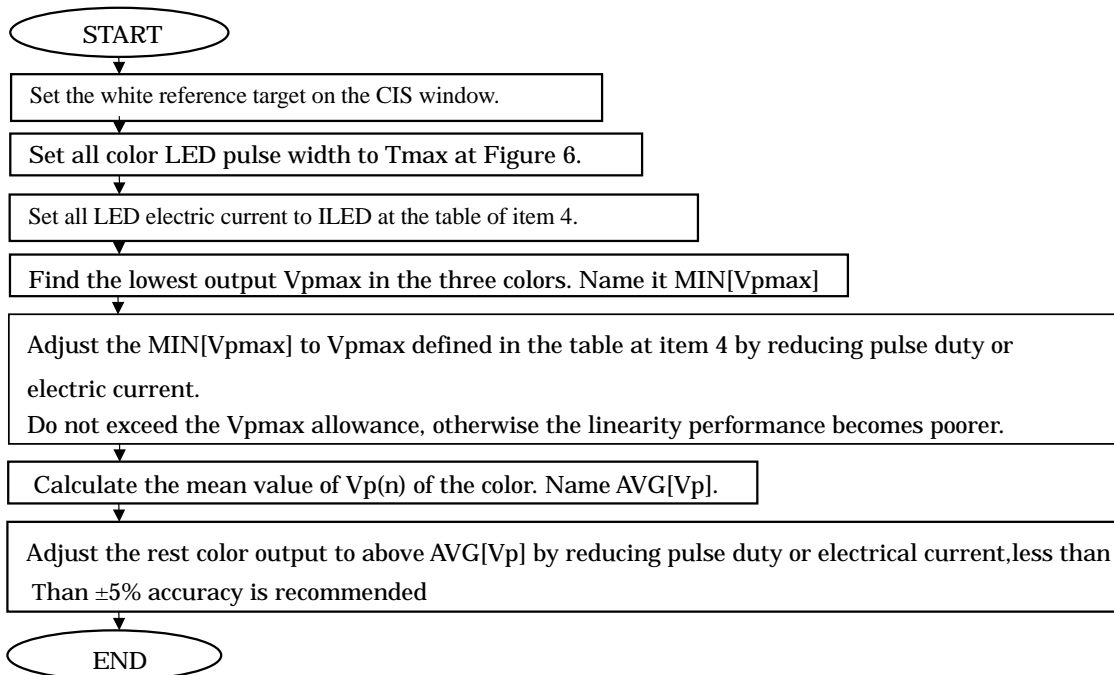 START
Set the white reference target on the CIS window.
Set all color LED pulse width to Tmax at Figure 6.
Set all LED electric current to ILED at the table of item 4.
Find the lowest output Vpmax in the three colors. Name it MIN[Vpmax]
Adjust the MIN[Vpmax] to Vpmax defined in the table at item 4 by reducing pulse duty or
electric current.
Do not exceed the Vpmax allowance, otherwise the linearity performance becomes poorer.
Calculate the mean value of Vp(n) of the color. Name AVG[Vp].
Adjust the rest color output to above AVG[Vp] by reducing pulse duty or electrical current,less than
Than ±5% accuracy is recommended
END